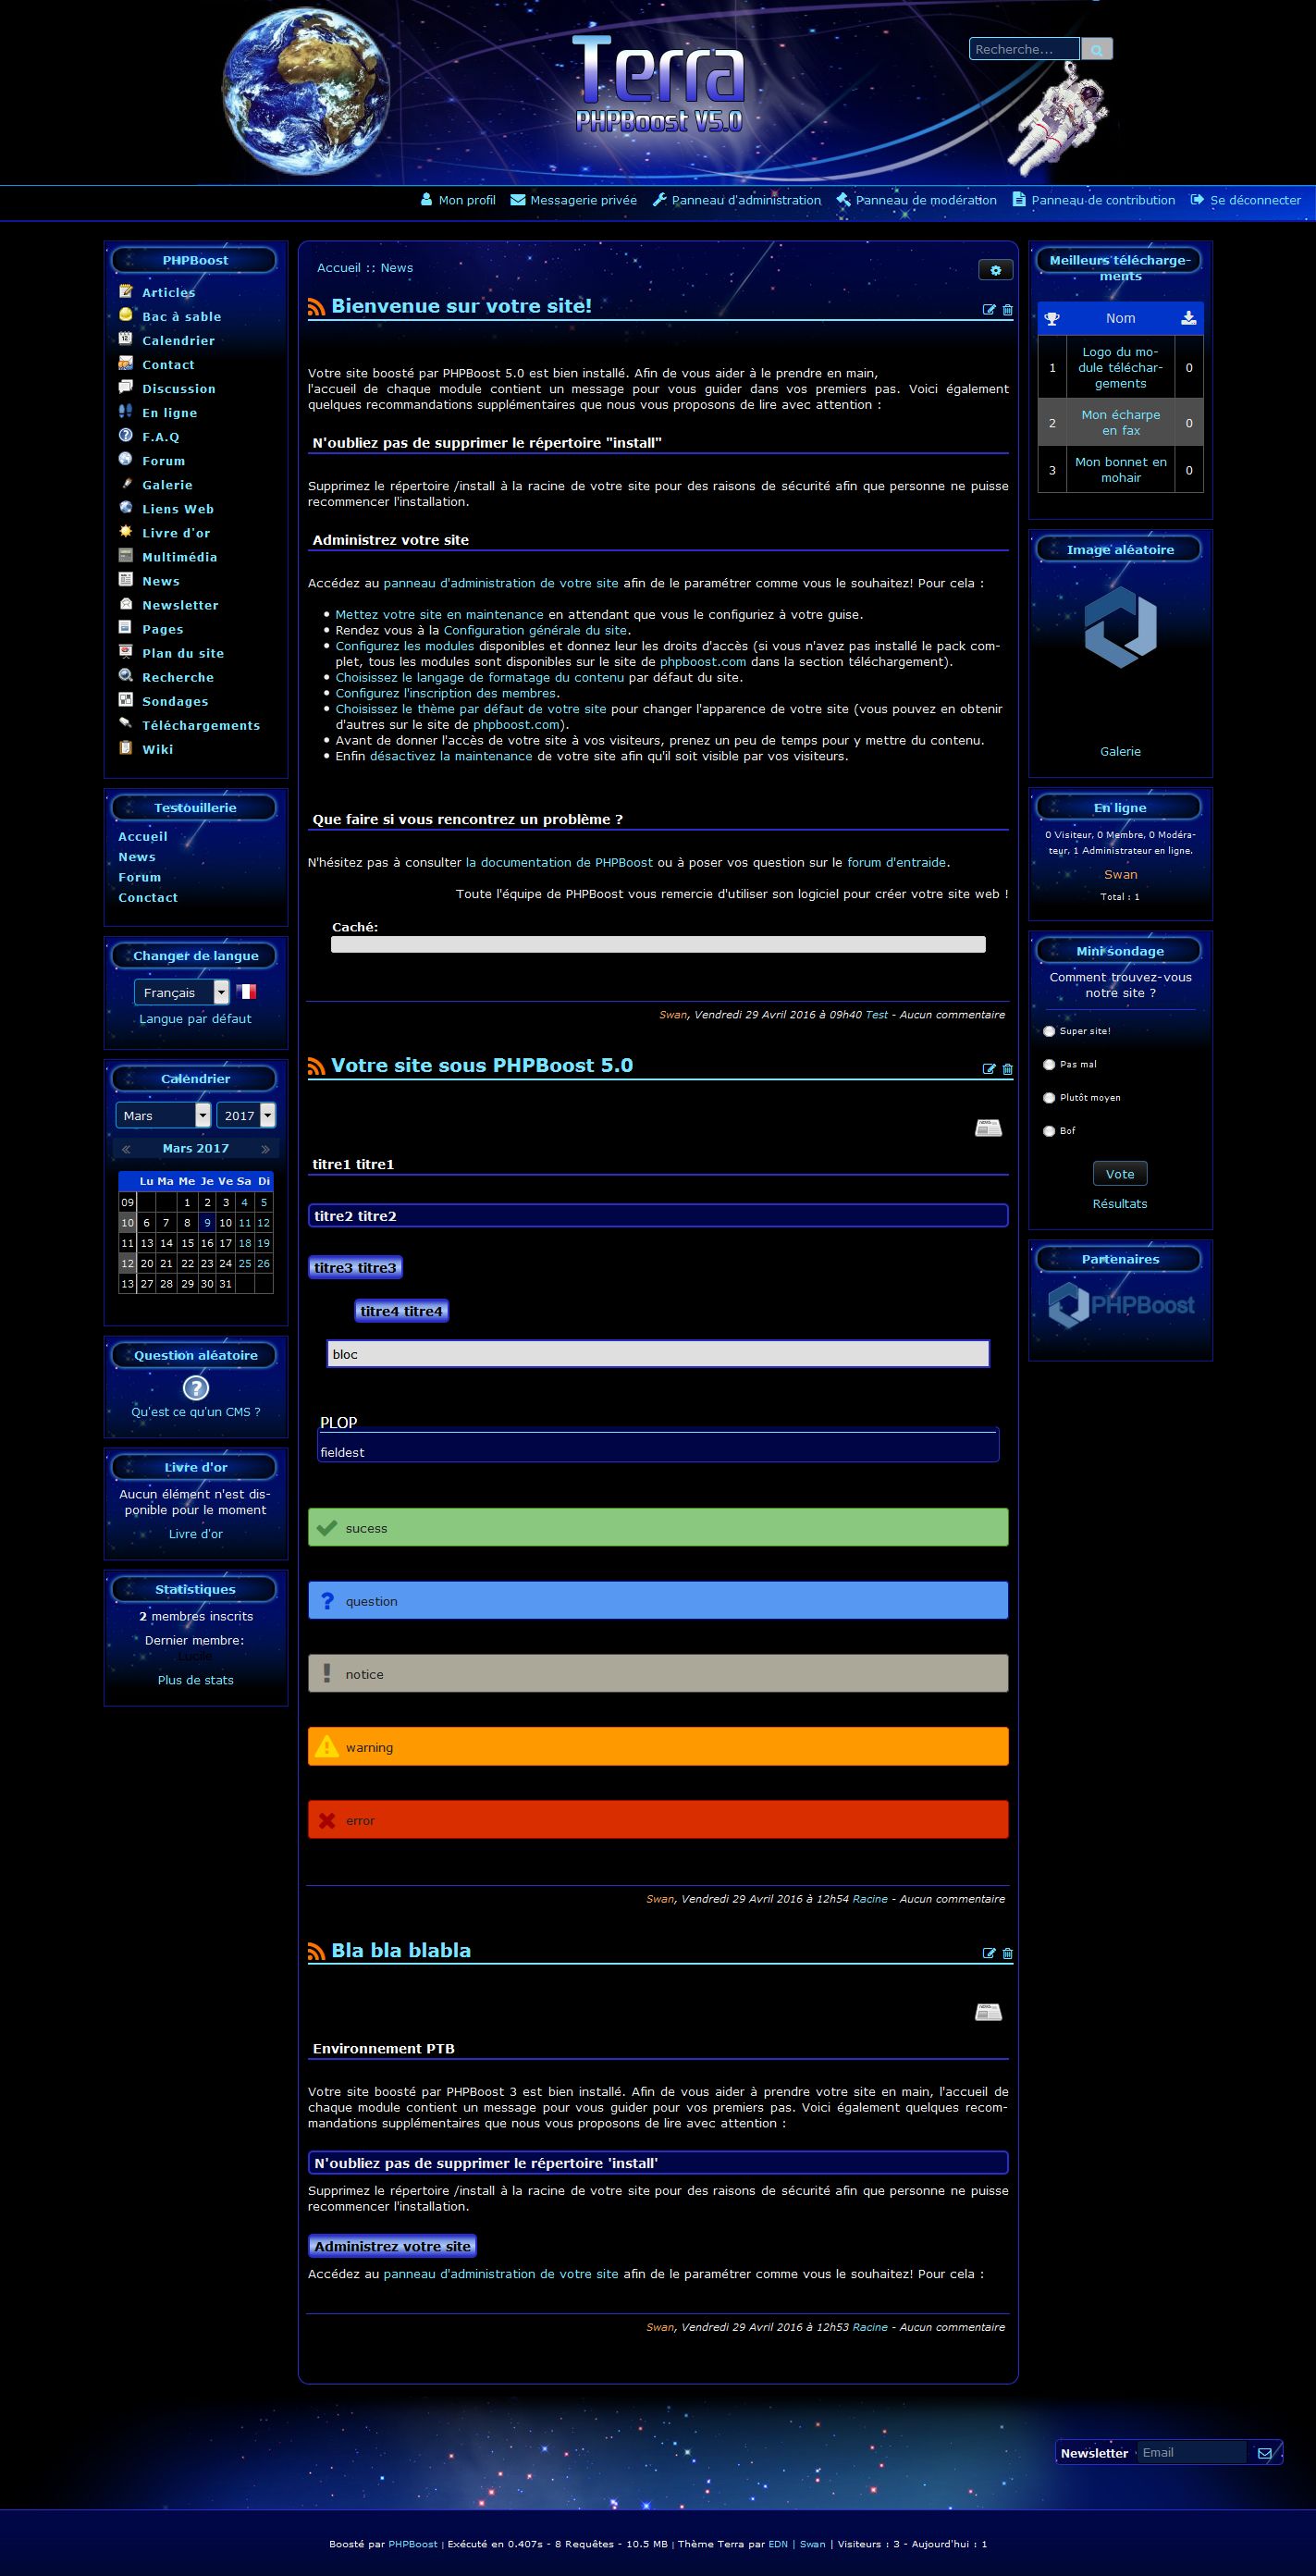 Terra
PHPBoost V5.0
Recherche...
Mon profil
Messagerie privée
Panneau d'administration
Panneau de modération
Panneau de contribution
Se déconnecter
PHPBoost
Articles
Bac à sable
Calendrier
Contact
Discussion
En ligne
F.A.Q
Forum
Galerie
Liens Web
Livre d'or
Multimédia
News
Newsletter
Pages
Plan du site
Recherche
Sondages
Téléchargements
Wiki
Testouillerie
Accueil
News
Forum
Conctact
Changer de langue
Français
Langue par défaut
Calendrier
Mars 2017
« Mars 2017 »
Lu Ma Me Je Ve Sa Di
09 1 2 3 4 5
10 6 7 8 9 10 11 12
11 13 14 15 16 17 18 19
12 20 21 22 23 24 25 26
13 27 28 29 30 31
Question aléatoire
?
Qu'est ce qu'un CMS ?
Livre d'or
Aucun élément n'est dis-
ponible pour le moment
Livre d'or
Statistiques
2 membres inscrits
Dernier membre:
Lucile
Plus de stats
Accueil :: News
Bienvenue sur votre site!
Votre site boosté par PHPBoost 5.0 est bien installé. Afin de vous aider à le prendre en main,
l'accueil de chaque module contient un message pour vous guider dans vos premiers pas. Voici également
quelques recommandations supplémentaires que nous vous proposons de lire avec attention :
N'oubliez pas de supprimer le répertoire "install"
Supprimez le répertoire /install à la racine de votre site pour des raisons de sécurité afin que personne ne puisse
recommencer l'installation.
Administrez votre site
Accédez au panneau d'administration de votre site afin de le paramétrer comme vous le souhaitez! Pour cela :
Mettez votre site en maintenance en attendant que vous le configuriez à votre guise.
Rendez vous à la Configuration générale du site.
Configurez les modules disponibles et donnez leur les droits d'accès (si vous n'avez pas installé le pack com-
plet, tous les modules sont disponibles sur le site de phpboost.com dans la section téléchargement).
Choisissez le langage de formatage du contenu par défaut du site.
Configurez l'inscription des membres.
Choisissez le thème par défaut de votre site pour changer l'apparence de votre site (vous pouvez en obtenir
d'autres sur le site de phpboost.com).
Avant de donner l'accès de votre site à vos visiteurs, prenez un peu de temps pour y mettre du contenu.
Enfin désactivez la maintenance de votre site afin qu'il soit visible par vos visiteurs.
Que faire si vous rencontrez un problème ?
N'hésitez pas à consulter la documentation de PHPBoost ou à poser vos question sur le forum d'entraide.
Toute l'équipe de PHPBoost vous remercie d'utiliser son logiciel pour créer votre site web !
Caché:
Swan, Vendredi 29 Avril 2016 à 09h40 Test - Aucun commentaire
Votre site sous PHPBoost 5.0
titre1 titre1
titre2 titre2
titre3 titre3
titre4 titre4
bloc
PLOP
fieldest
sucess
question
notice
warning
error
Swan, Vendredi 29 Avril 2016 à 12h54 Racine - Aucun commentaire
Bla bla blabla
Environnement PTB
Votre site boosté par PHPBoost 3 est bien installé. Afin de vous aider à prendre votre site en main, l'accueil de
chaque module contient un message pour vous guider pour vos premiers pas. Voici également quelques recom-
mandations supplémentaires que nous vous proposons de lire avec attention :
N'oubliez pas de supprimer le répertoire 'install'
Supprimez le répertoire /install à la racine de votre site pour des raisons de sécurité afin que personne ne puisse
recommencer l'installation.
Administrez votre site
Accédez au panneau d'administration de votre site afin de le paramétrer comme vous le souhaitez! Pour cela :
Swan, Vendredi 29 Avril 2016 à 12h53 Racine - Aucun commentaire
Meilleurs télécharge-
ments
Nom
1 Logo du mo-
dule téléchar-
gements 0
2 Mon écharpe
en fax 0
3 Mon bonnet en
mohair 0
Image aléatoire
Galerie
En ligne
0 Visiteur, 0 Membre, 0 Modéra-
teur, 1 Administrateur en ligne.
Swan
Total : 1
Mini sondage
Comment trouvez-vous
notre site ?
Super site!
Pas mal
Plutôt moyen
Bof
Vote
Résultats
Partenaires
PHPBoost
Newsletter
Email
Boosté par PHPBoost | Exécuté en 0.407s - 8 Requêtes - 10.5 MB | Thème Terra par EDN | Swan | Visiteurs : 3 - Aujourd'hui : 1